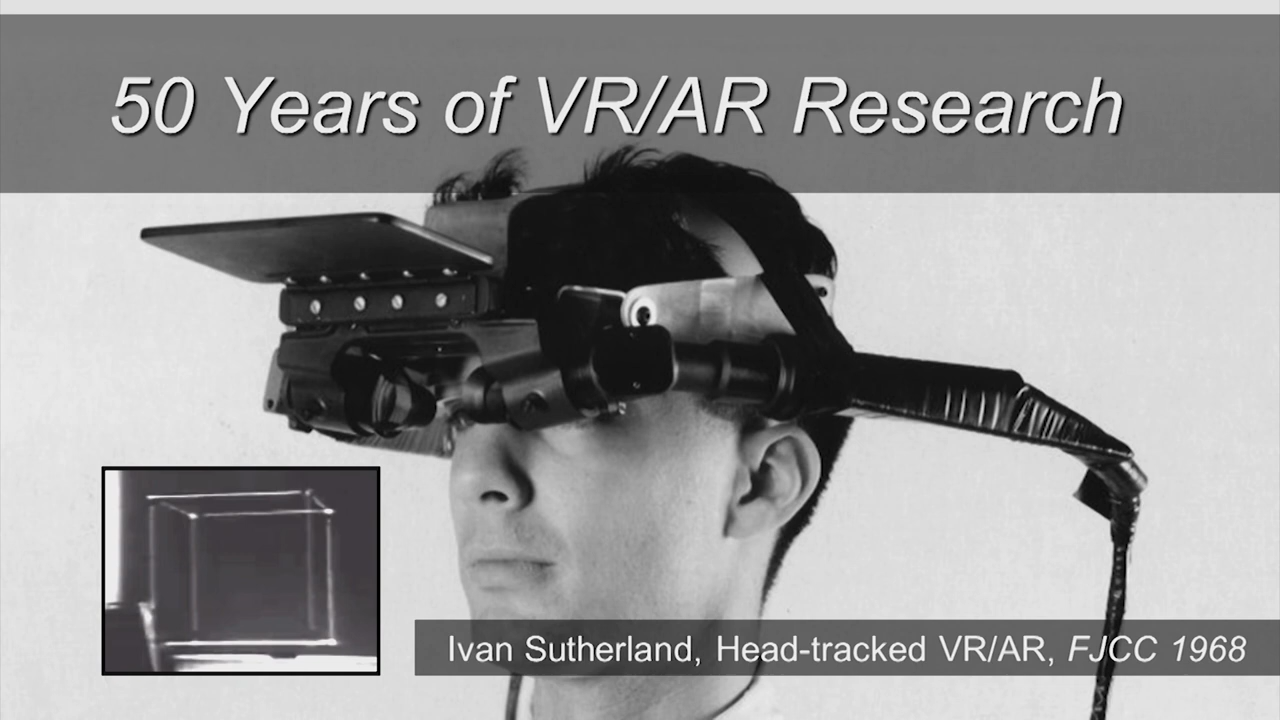 50 Years of VR/AR Research
Ivan Sutherland, Head-tracked VR/AR, FJCC 1968